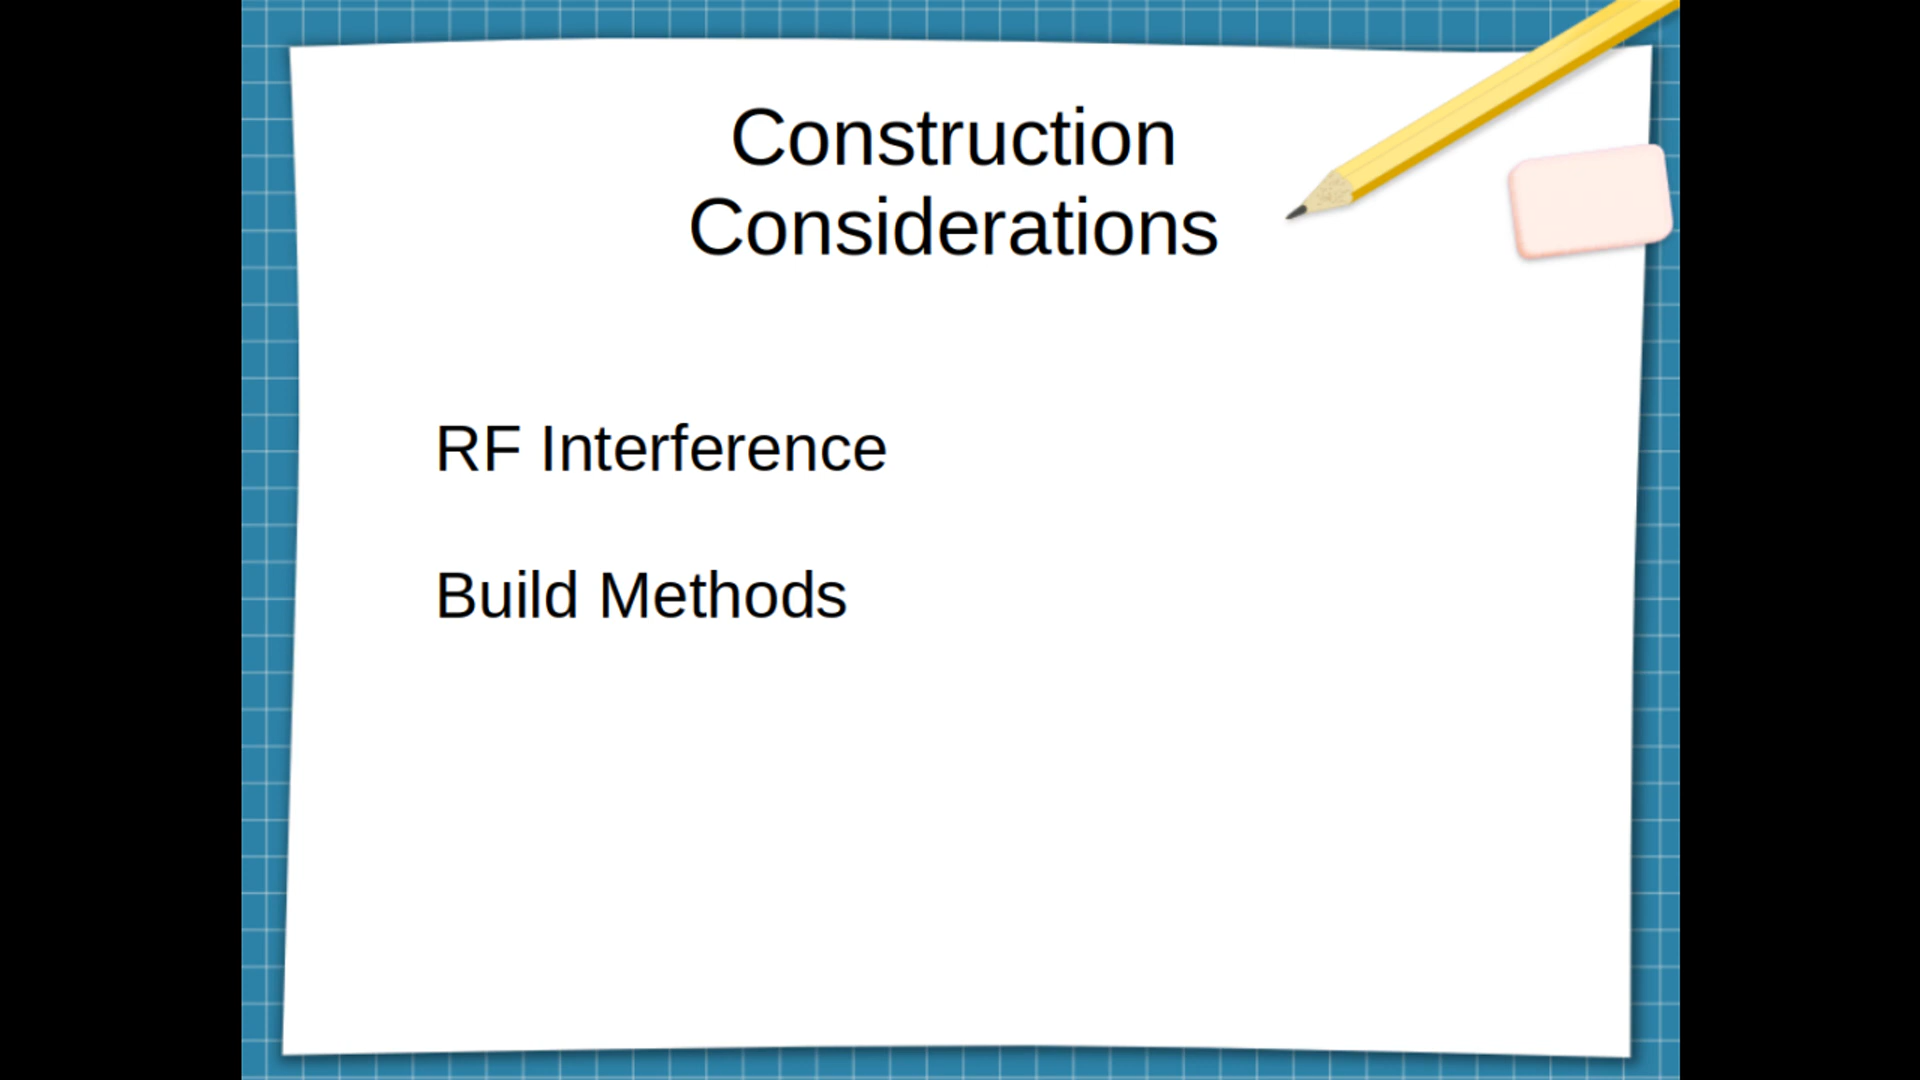 Construction
Considerations
RF Interference
Build Methods